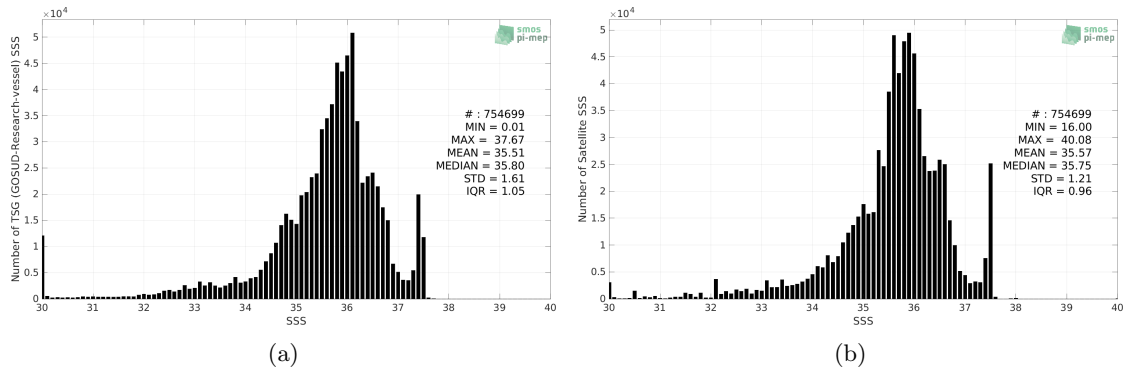 ×10^4
5
4.5
4
3.5
3
2.5
2
1.5
1
0.5
0
Number of TSG (GOSUD-Research-vessel) SSS
smos
pi-mep
# : 754699
MIN = 0.01
MAX = 37.67
MEAN = 35.51
MEDIAN = 35.80
STD = 1.61
IQR = 1.05
30 31 32 33 34 35 36 37 38 39 40
SSS
(a)
×10^4
5
4.5
4
3.5
3
2.5
2
1.5
1
0.5
0
Number of Satellite SSS
smos
pi-mep
# : 754699
MIN = 16.00
MAX = 40.08
MEAN = 35.57
MEDIAN = 35.75
STD = 1.21
IQR = 0.96
30 31 32 33 34 35 36 37 38 39 40
SSS
(b)